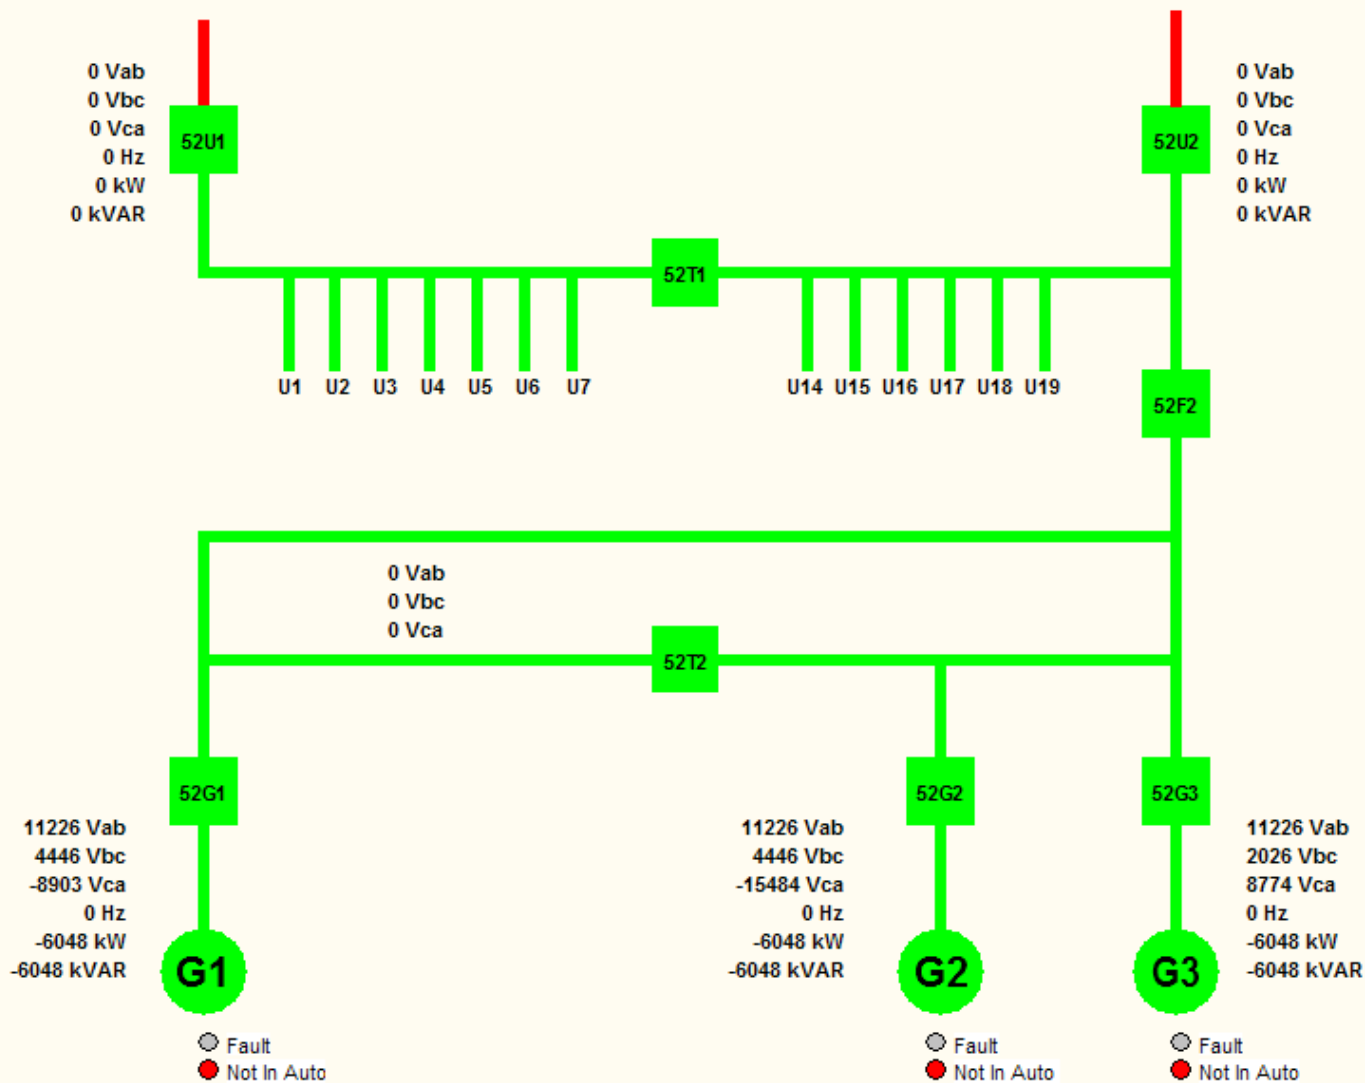 0 Vab
0 Vbc
0 Vca
0 Hz
0 kW
0 kVAR
52U1
52U2
0 Vab
0 Vbc
0 Vca
0 Hz
0 kW
0 kVAR
52T1
U1 U2 U3 U4 U5 U6 U7
U14 U15 U16 U17 U18 U19
52F2
0 Vab
0 Vbc
0 Vca
52T2
52G1
52G2
52G3
11226 Vab
4446 Vbc
-8903 Vca
0 Hz
-6048 kW
-6048 kVAR
G1
11226 Vab
4446 Vbc
-15484 Vca
0 Hz
-6048 kW
-6048 kVAR
G2
11226 Vab
2026 Vbc
8774 Vca
0 Hz
-6048 kW
-6048 kVAR
G3
Fault
Not In Auto
Fault
Not In Auto
Fault
Not In Auto